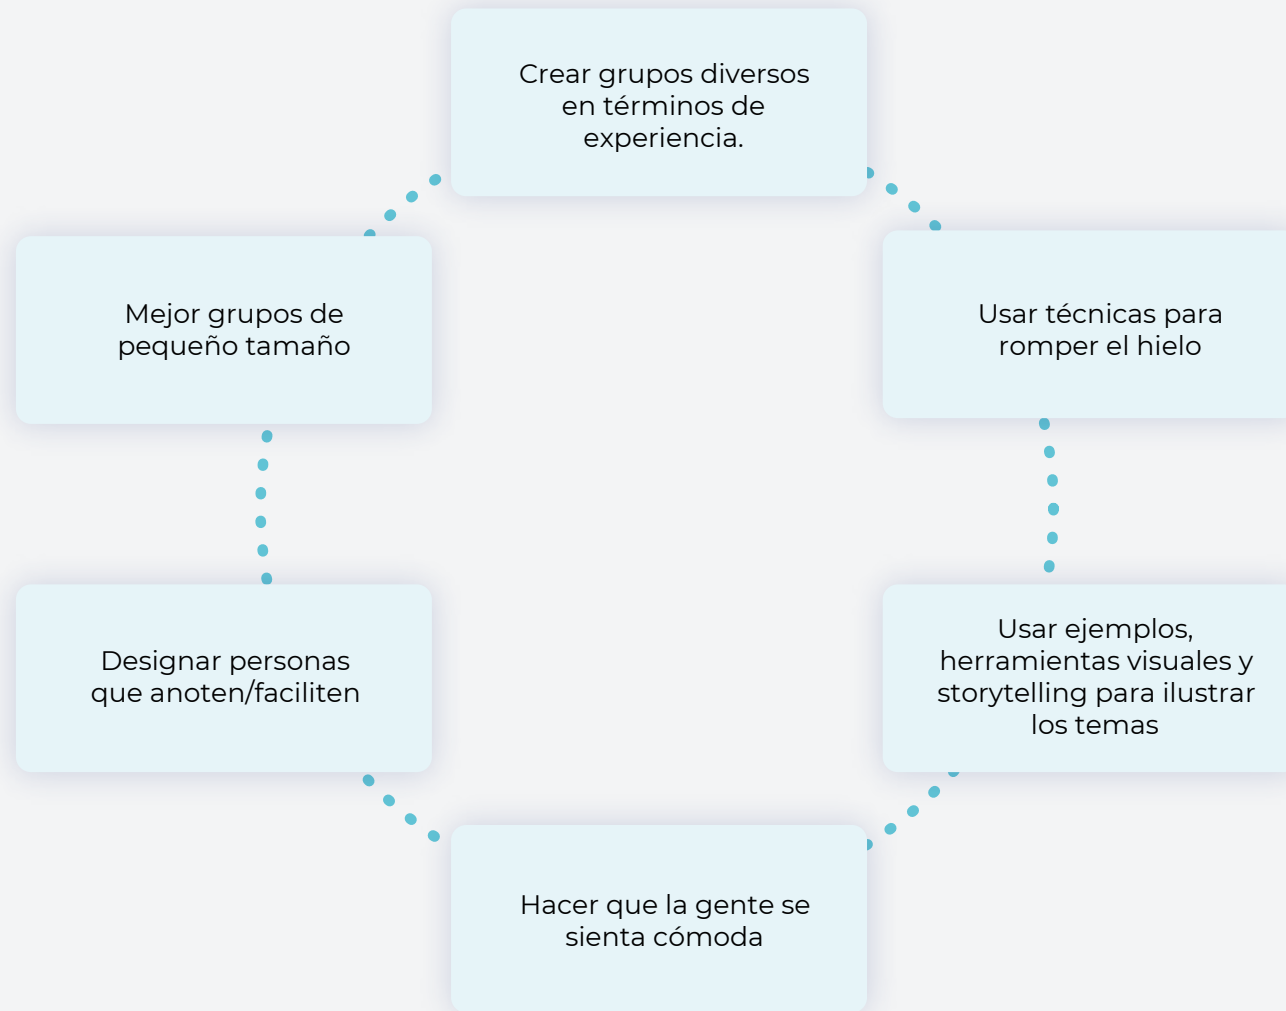 Crear grupos diversos
en términos de
experiencia.
Mejor grupos de
pequeño tamaño
Usar técnicas para
romper el hielo
Designar personas
que anoten/faciliten
Usar ejemplos,
herramientas visuales y
storytelling para ilustrar
los temas
Hacer que la gente se
sienta cómoda